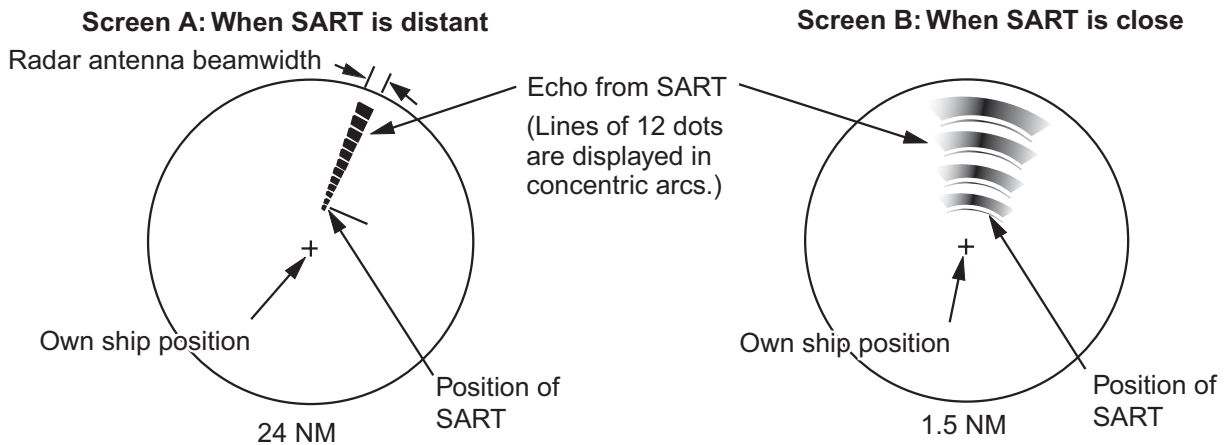 Screen A: When SART is distant
Radar antenna beamwidth
Own ship position
Position of
SART
24 NM
Echo from SART
(Lines of 12 dots
are displayed in
concentric arcs.)
Screen B: When SART is close
Own ship position
Position of
SART
1.5 NM